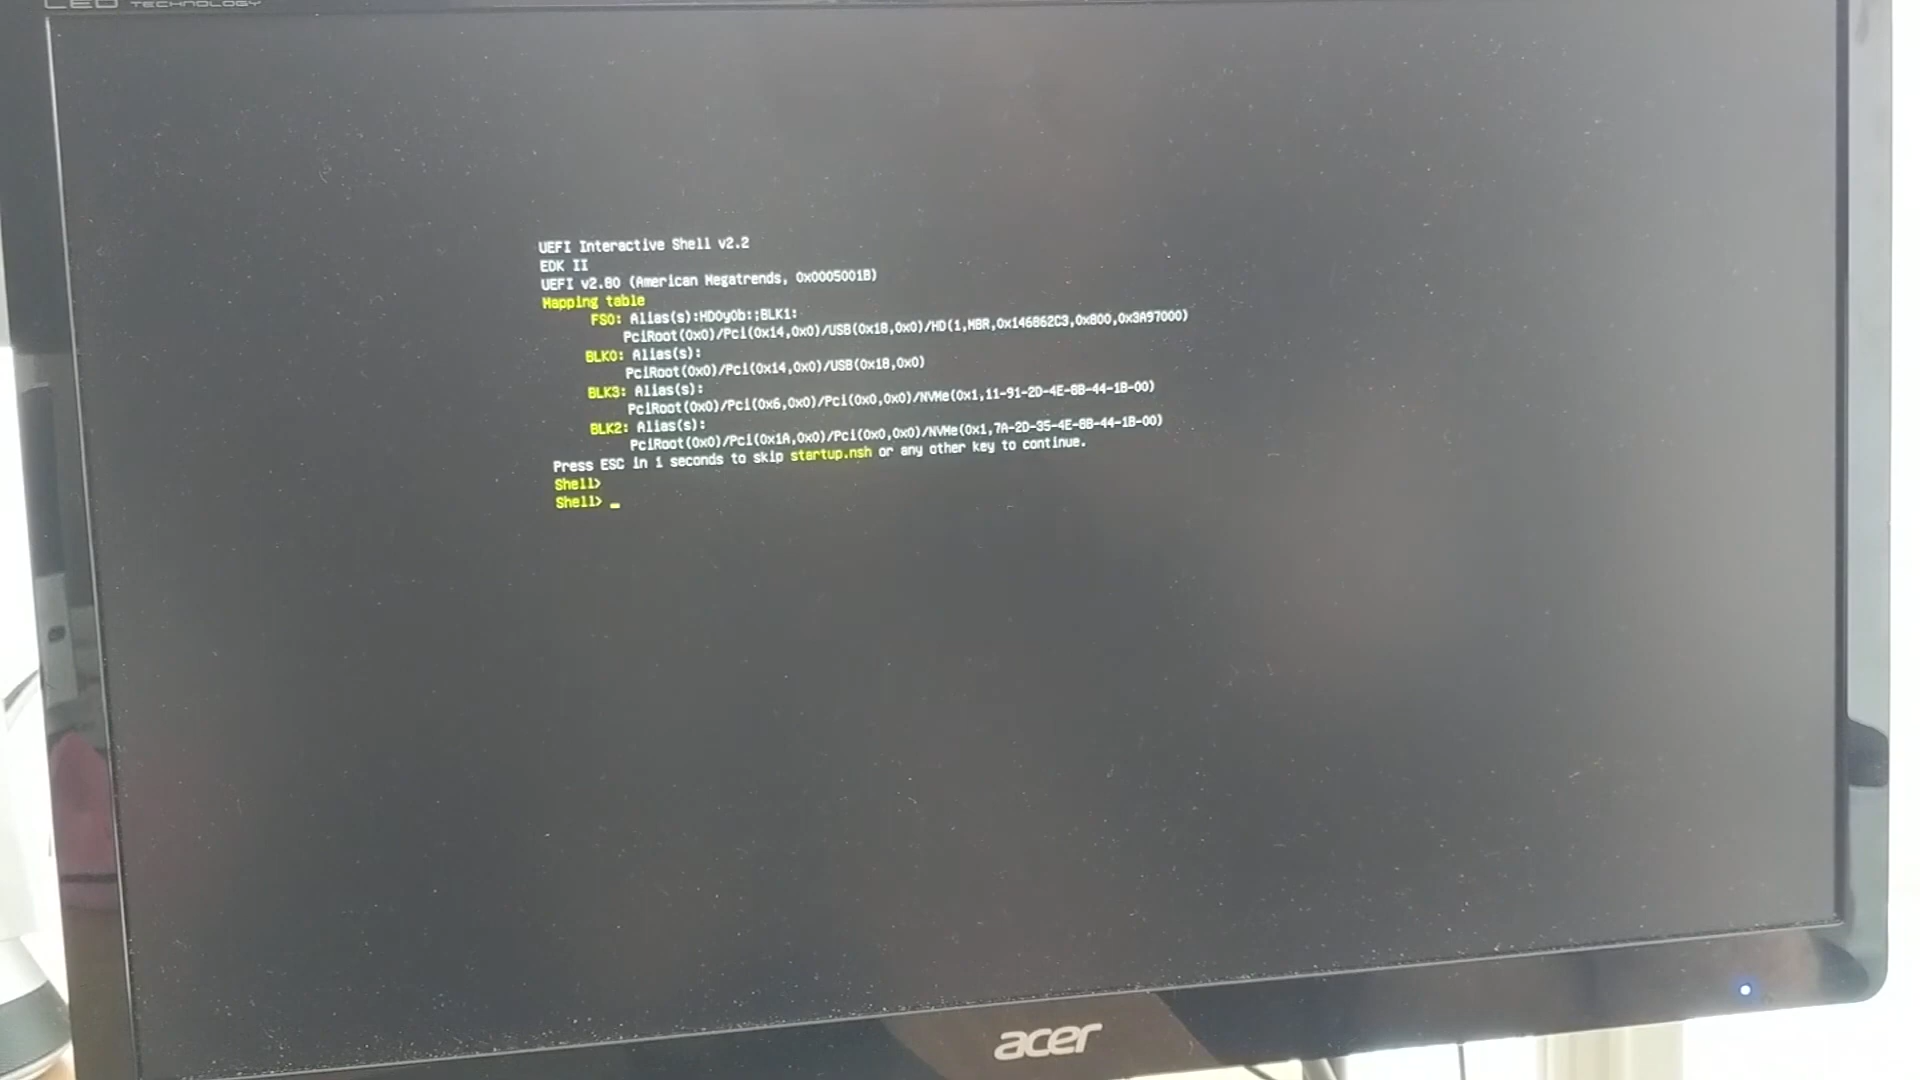 LED TECHNOLOGY
UEFI Interactive Shell v2.2
EDK II
UEFI v2.80 (American Megatrends, 0x0005001B)
Mapping table
FS0: Alias(s):HD0y0b:;BLK1:
PciRoot(0x0)/Pci(0x14,0x0)/USB(0x1B,0x0)/HD(1,MBR,0x146B62C3,0x800,0x3A97000)
BLK0: Alias(s):
PciRoot(0x0)/Pci(0x14,0x0)/USB(0x1B,0x0)
BLK3: Alias(s):
PciRoot(0x0)/Pci(0x6,0x0)/Pci(0x0,0x0)/NVMe(0x1,11-91-2D-4E-8B-44-1B-00)
BLK2: Alias(s):
PciRoot(0x0)/Pci(0x1A,0x0)/Pci(0x0,0x0)/NVMe(0x1,7A-2D-35-4E-8B-44-1B-00)
Press ESC in 1 seconds to skip startup.nsh or any other key to continue.
Shell>
Shell> _
acer